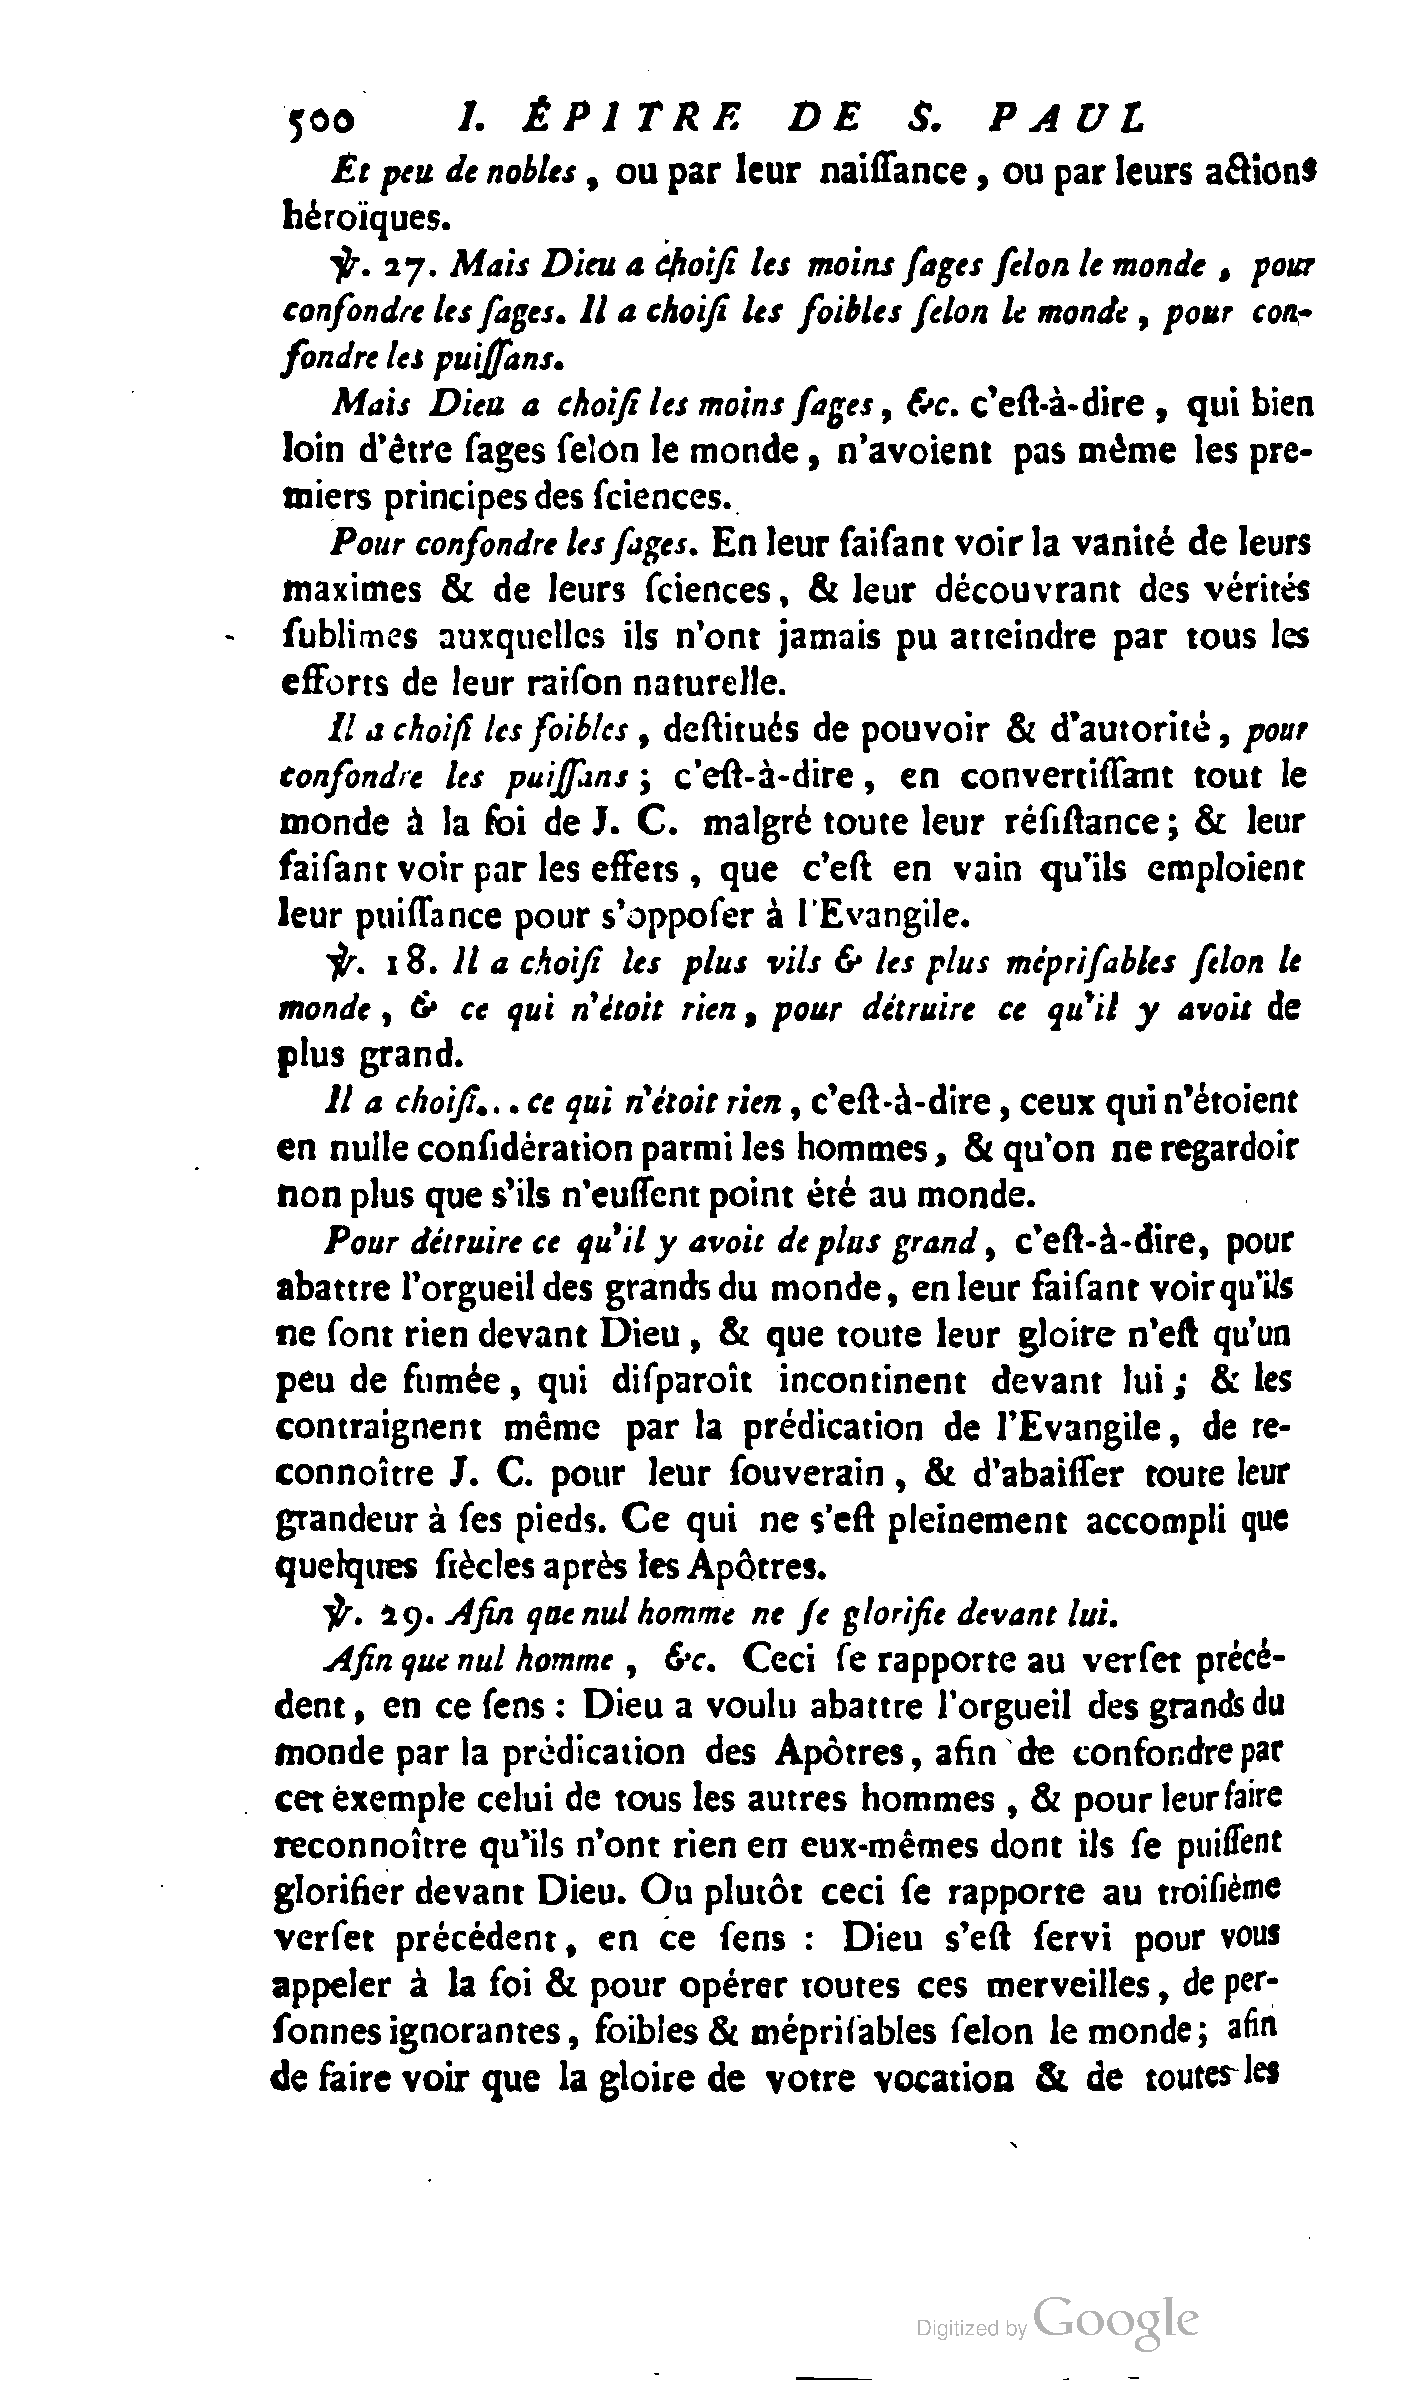 500 I. ÉPITRE DE S. PAUL
Et peu de nobles, ou par leur naiſſance, ou par leurs actions
héroïques.
℣. 27. Mais Dieu a choiſi les moins ſages ſelon le monde, pour
confondre les ſages. Il a choiſi les foibles ſelon le monde, pour con-
fondre les puiſſans.
Mais Dieu a choiſi les moins ſages, &c. c'eſt-à-dire, qui bien
loin d'être ſages ſelon le monde, n'avoient pas même les pre-
miers principes des ſciences.
Pour confondre les ſages. En leur faiſant voir la vanité de leurs
maximes & de leurs ſciences, & leur découvrant des vérités
ſublimes auxquelles ils n'ont jamais pu atteindre par tous les
efforts de leur raiſon naturelle.
Il a choiſi les foibles, deſtitués de pouvoir & d'autorité, pour
confondre les puiſſans; c'eſt-à-dire, en convertiſſant tout le
monde à la foi de J. C. malgré toute leur réſiſtance; & leur
faiſant voir par les effets, que c'eſt en vain qu'ils emploient
leur puiſſance pour s'oppoſer à l'Evangile.
℣. 18. Il a choiſi les plus vils & les plus mépriſables ſelon le
monde, & ce qui n'étoit rien, pour détruire ce qu'il y avoit de
plus grand.
Il a choiſi... ce qui n'étoit rien, c'eſt-à-dire, ceux qui n'étoient
en nulle conſidération parmi les hommes, & qu'on ne regardoit
non plus que s'ils n'euſſent point été au monde.
Pour détruire ce qu'il y avoit de plus grand, c'eſt-à-dire, pour
abattre l'orgueil des grands du monde, en leur faiſant voir qu'ils
ne ſont rien devant Dieu, & que toute leur gloire n'eſt qu'un
peu de fumée, qui diſparoît incontinent devant lui; & les
contraignent même par la prédication de l'Evangile, de re-
connoître J. C. pour leur ſouverain, & d'abaiſſer toute leur
grandeur à ſes pieds. Ce qui ne s'eſt pleinement accompli que
quelques ſiècles après les Apôtres.
℣. 29. Afin que nul homme ne ſe glorifie devant lui.
Afin que nul homme, &c. Ceci ſe rapporte au verſet précé-
dent, en ce ſens : Dieu a voulu abattre l'orgueil des grands du
monde par la prédication des Apôtres, afin de confondre par
cet éxemple celui de tous les autres hommes, & pour leur faire
reconnoître qu'ils n'ont rien en eux-mêmes dont ils ſe puiſſent
glorifier devant Dieu. Ou plutôt ceci ſe rapporte au troiſième
verſet précédent, en ce ſens : Dieu s'eſt ſervi pour vous
appeler à la foi & pour opérer toutes ces merveilles, de per-
ſonnes ignorantes, foibles & mépriſables ſelon le monde; afin
de faire voir que la gloire de votre vocation & de toutes les
Digitized by Google